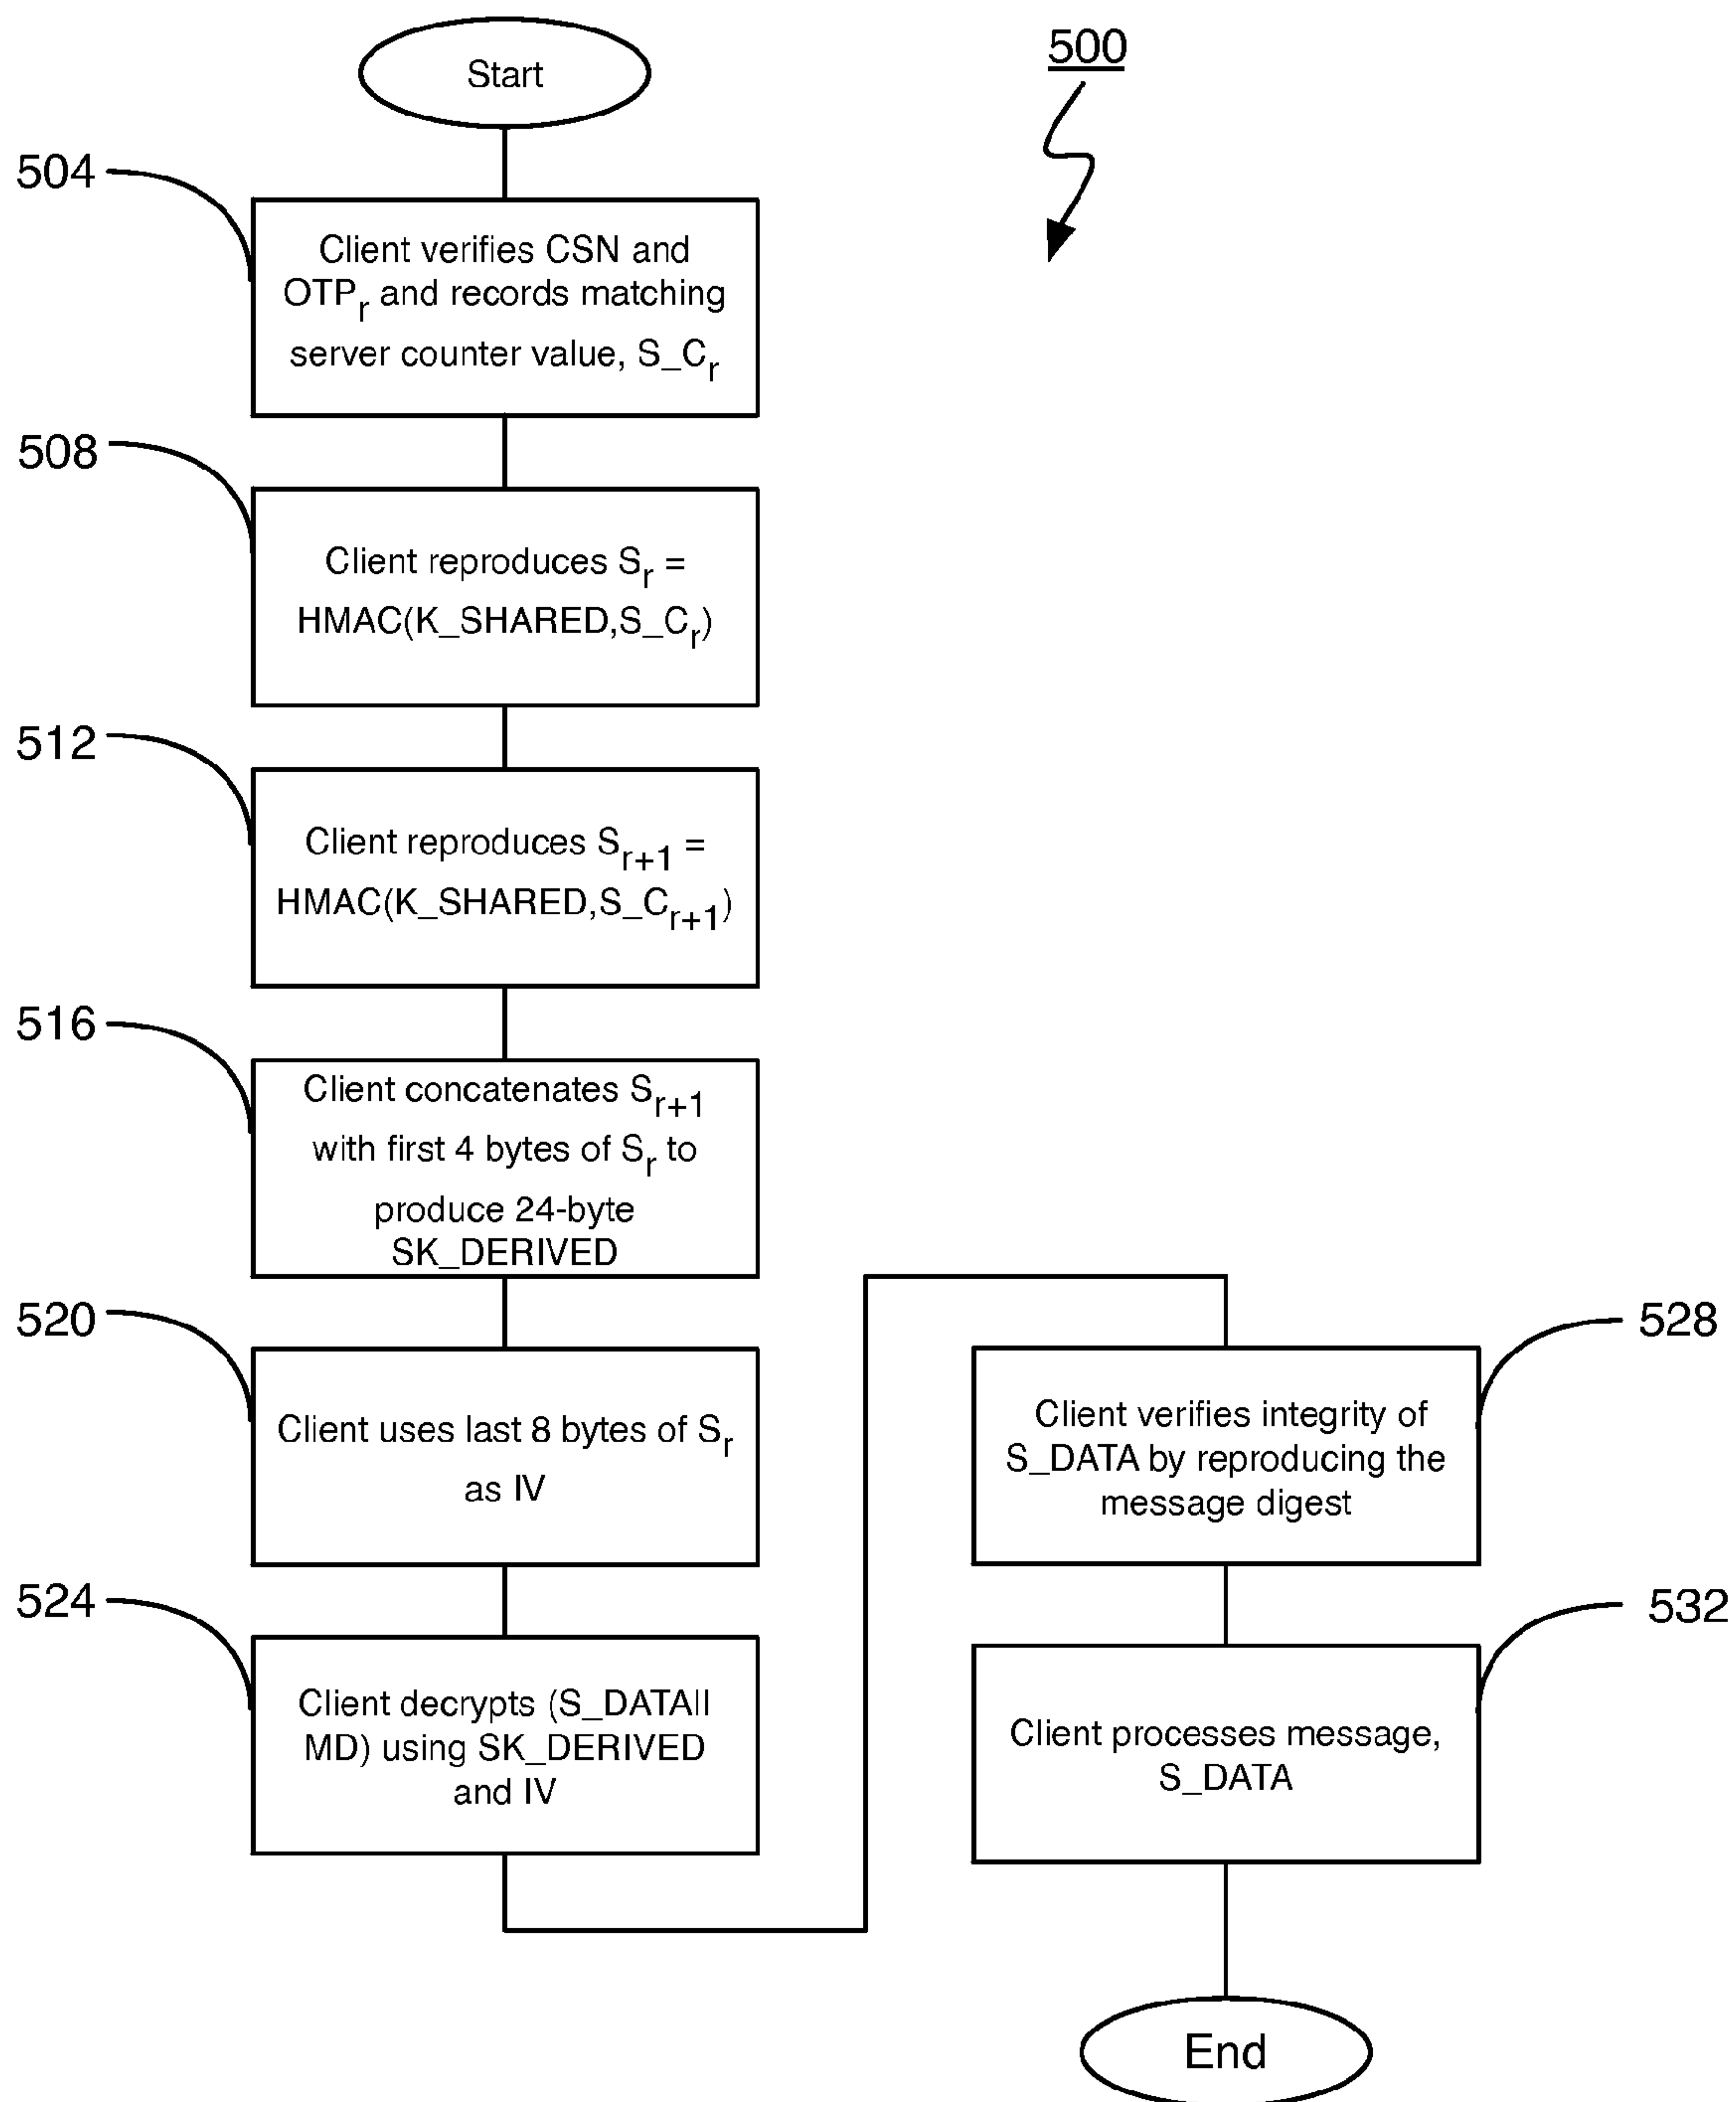 Start
500
504
Client verifies CSN and
OTPr and records matching
server counter value, S_Cr
508
Client reproduces Sr =
HMAC(K_SHARED,S_Cr)
512
Client reproduces Sr+1 =
HMAC(K_SHARED,S_Cr+1)
516
Client concatenates Sr+1
with first 4 bytes of Sr to
produce 24-byte
SK_DERIVED
520
Client uses last 8 bytes of Sr
as IV
524
Client decrypts (S_DATA||
MD) using SK_DERIVED
and IV
528
Client verifies integrity of
S_DATA by reproducing the
message digest
532
Client processes message,
S_DATA
End